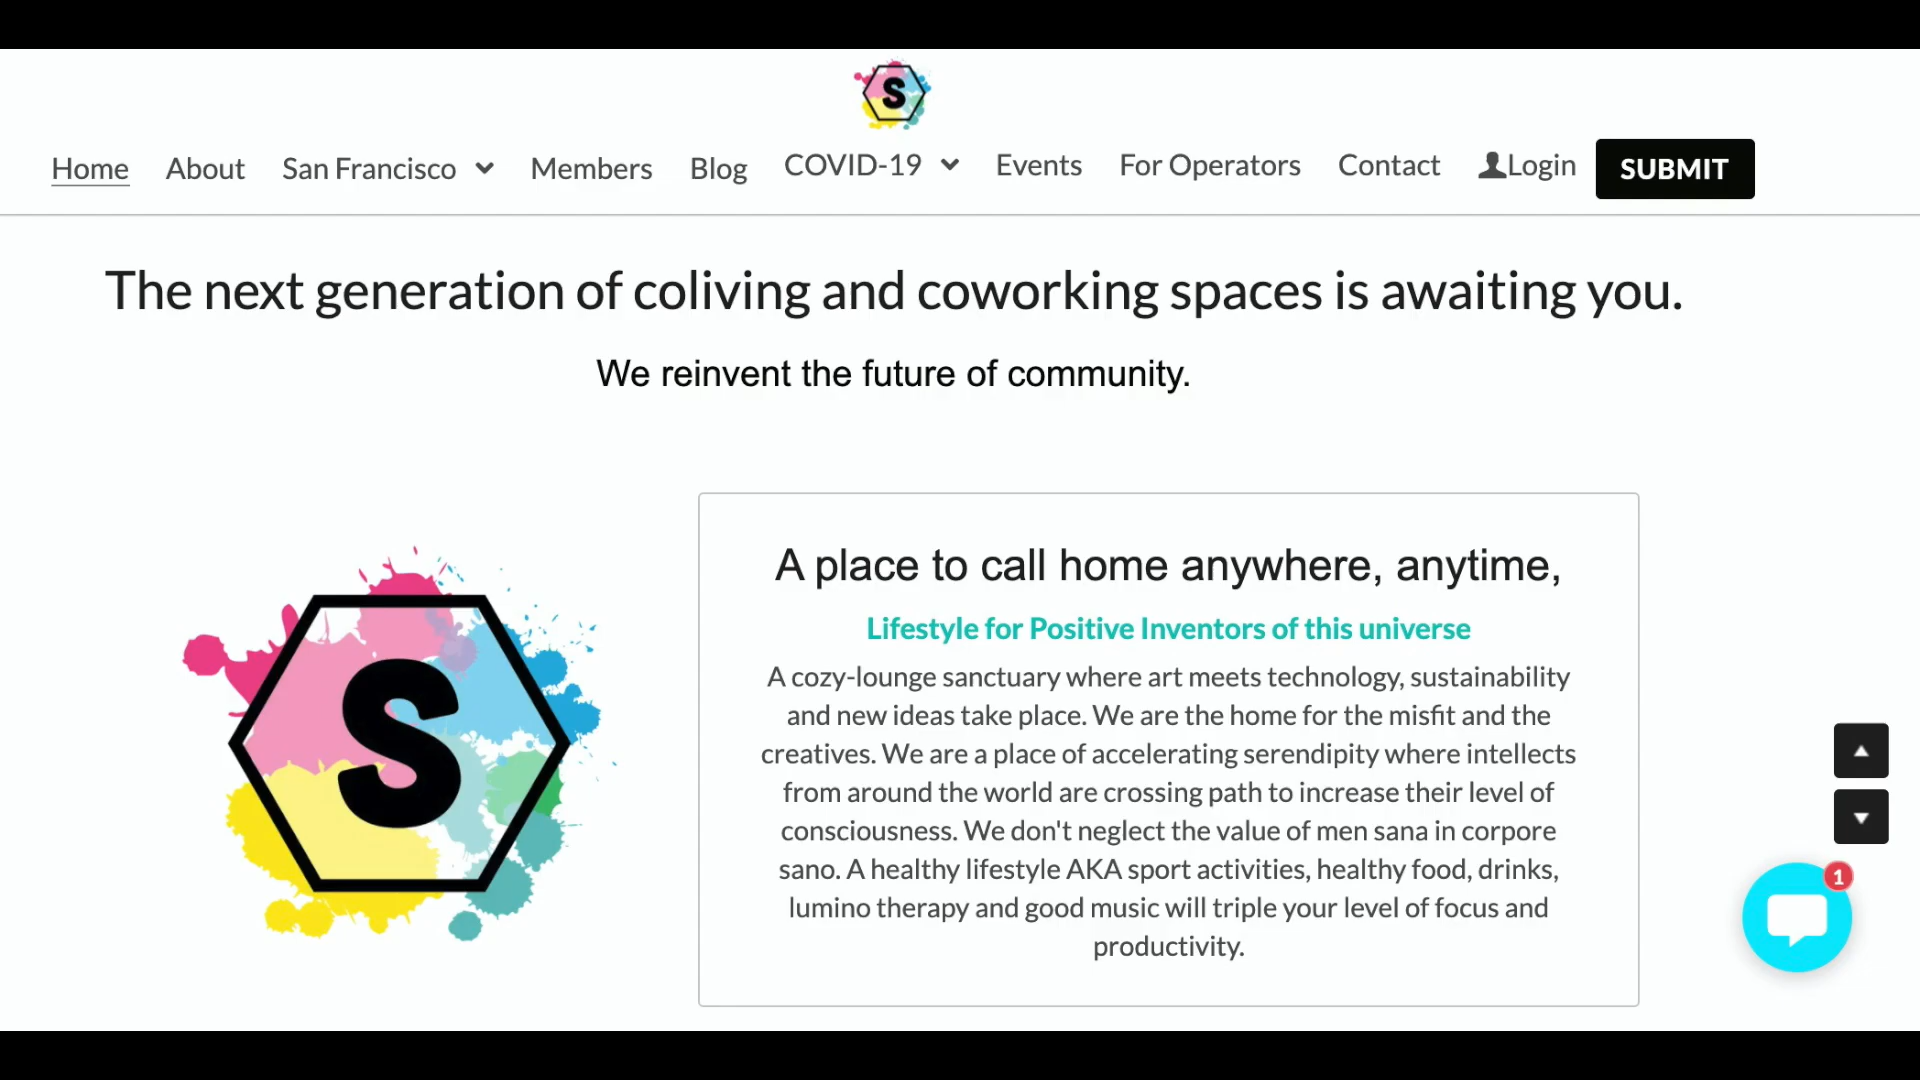 S
Home About San Francisco Members Blog COVID-19 Events For Operators Contact Login SUBMIT
The next generation of coliving and coworking spaces is awaiting you.
We reinvent the future of community.
S
A place to call home anywhere, anytime,
Lifestyle for Positive Inventors of this universe
A cozy-lounge sanctuary where art meets technology, sustainability
and new ideas take place. We are the home for the misfit and the
creatives. We are a place of accelerating serendipity where intellects
from around the world are crossing path to increase their level of
consciousness. We don't neglect the value of men sana in corpore
sano. A healthy lifestyle AKA sport activities, healthy food, drinks,
lumino therapy and good music will triple your level of focus and
productivity.
1